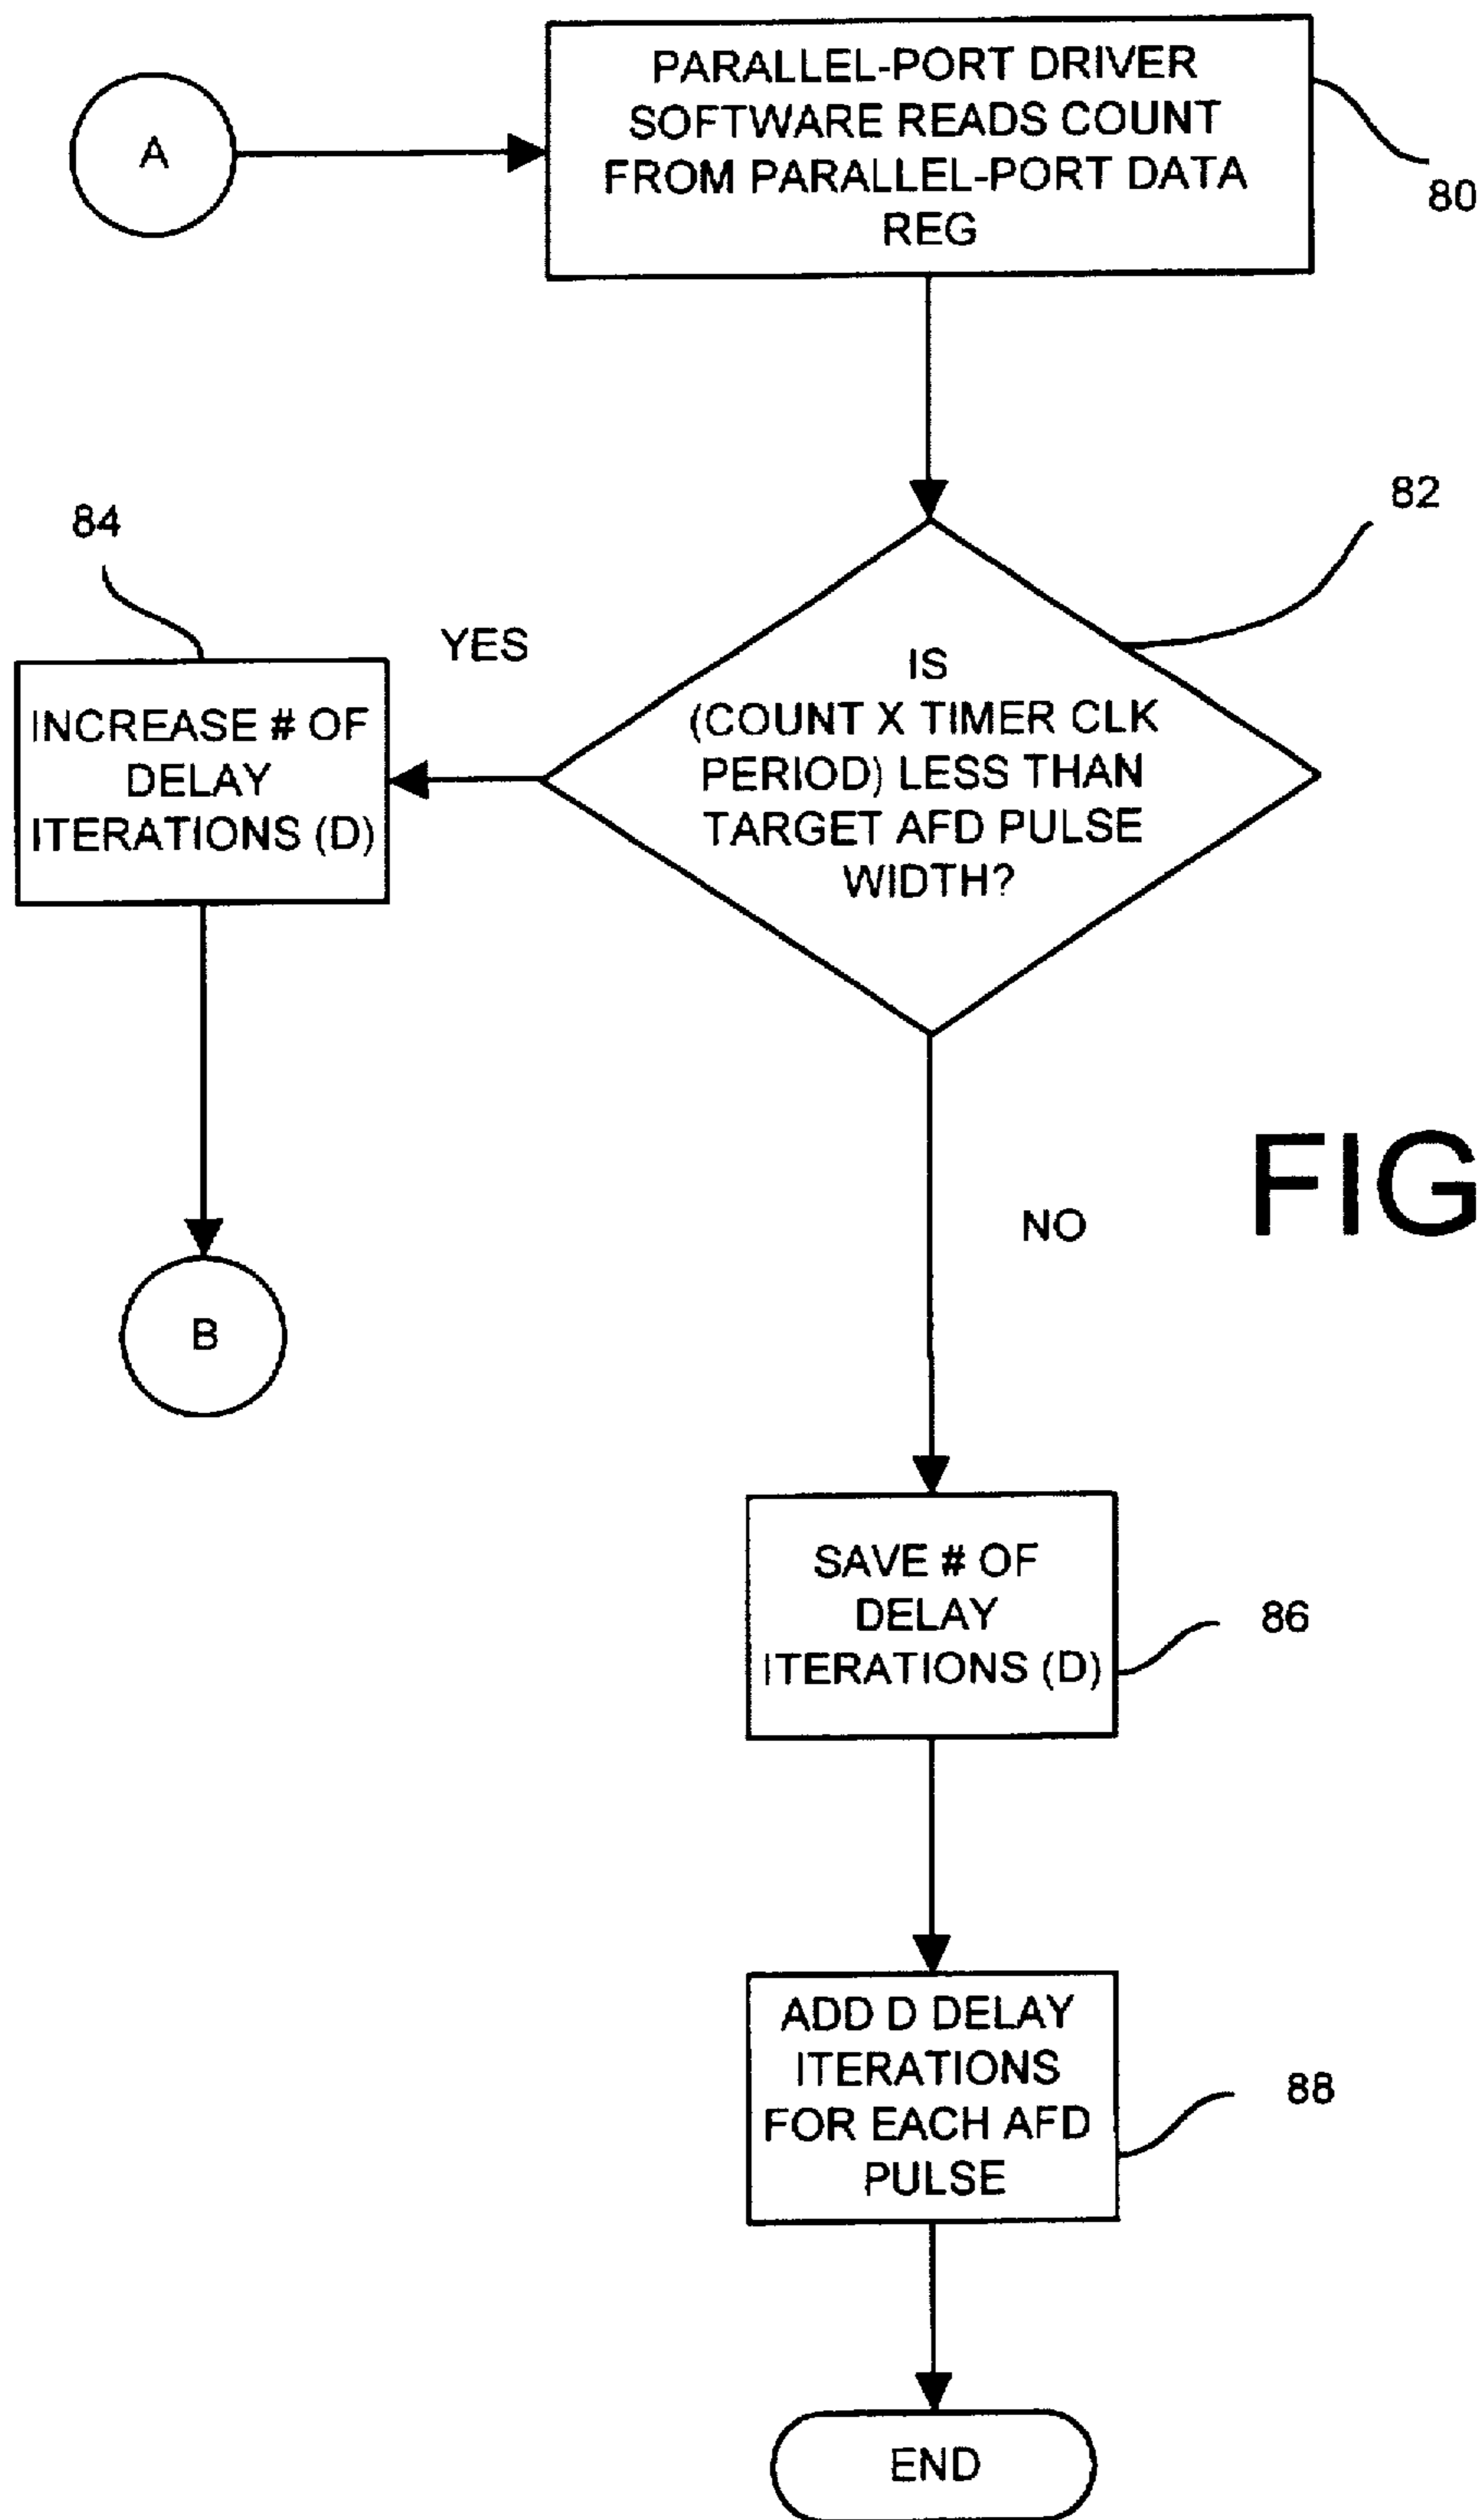 PARALLEL-PORT DRIVER
SOFTWARE READS COUNT
FROM PARALLEL-PORT DATA
REG
A
80
82
84
YES
IS
(COUNT X TIMER CLK
PERIOD) LESS THAN
TARGET AFD PULSE
WIDTH?
INCREASE # OF
DELAY
ITERATIONS (D)
FIG
NO
B
SAVE # OF
DELAY
ITERATIONS (D)
86
ADD D DELAY
ITERATIONS
FOR EACH AFD
PULSE
88
END